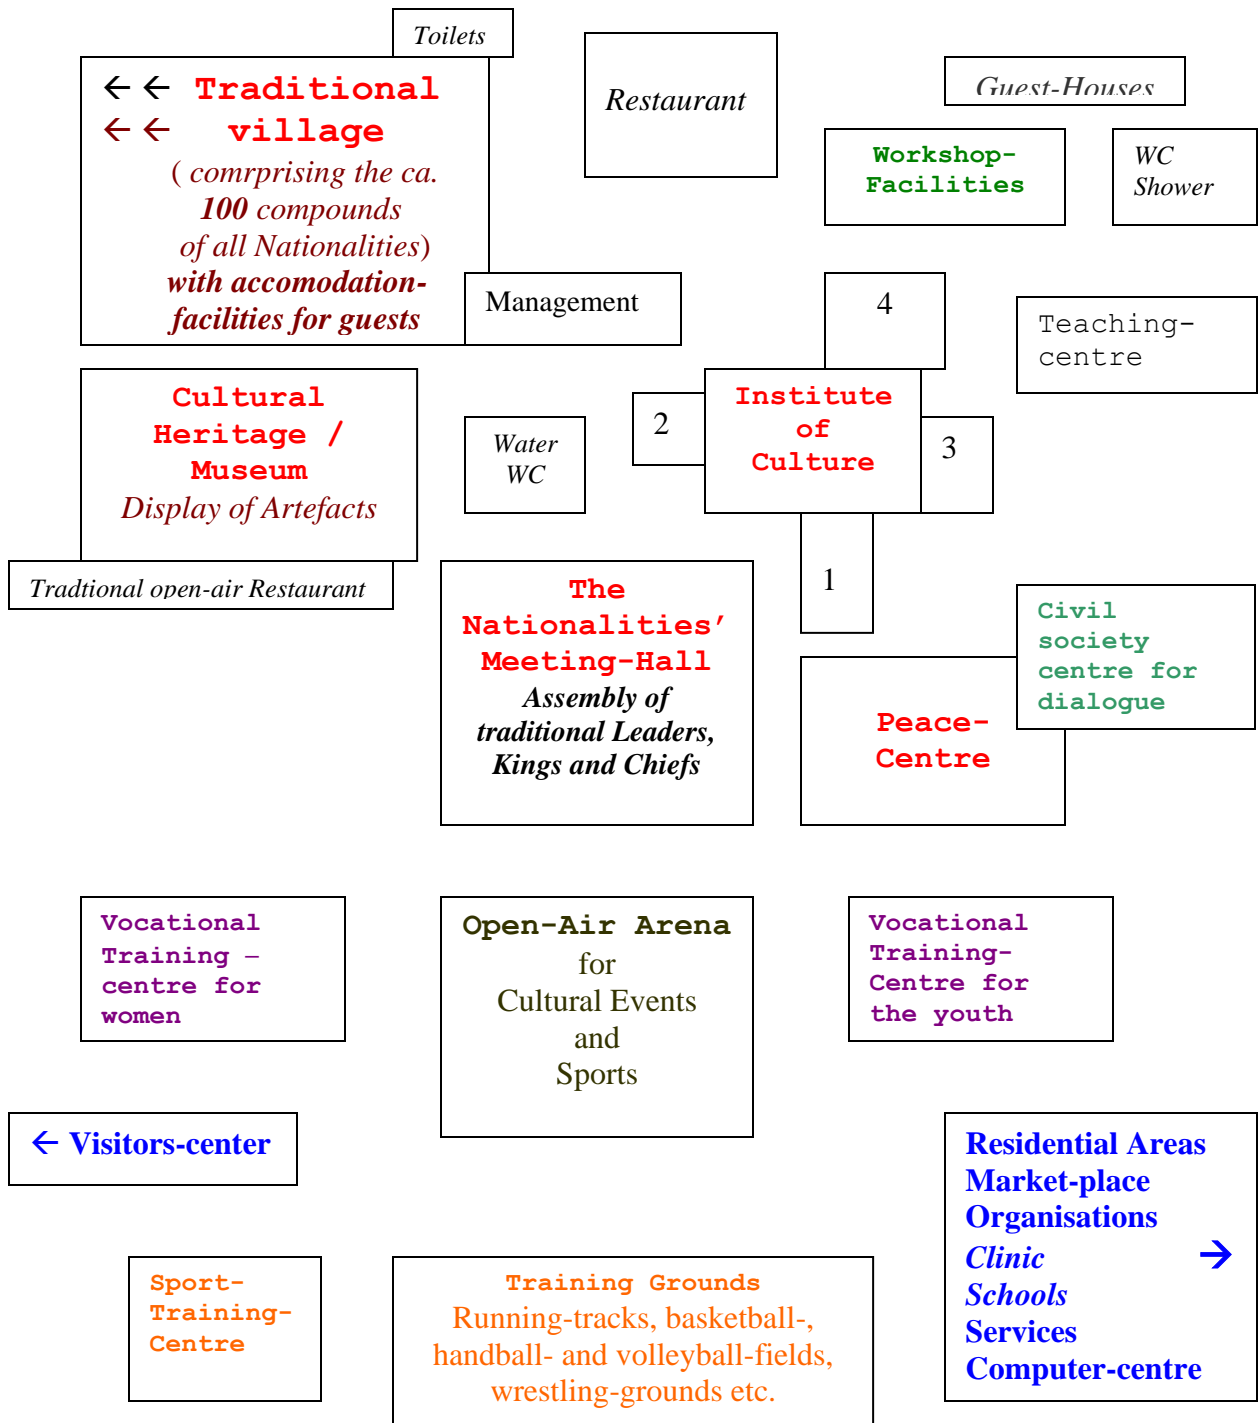 Toilets
← ← Traditional
← ← village
( comrprising the ca.
100 compounds
of all Nationalities)
with accomodation-
facilities for guests
Restaurant
Guest-Houses
Workshop-
Facilities
WC
Shower
Management
4
Teaching-
centre
Cultural
Heritage /
Museum
Display of Artefacts
Water
WC
2
Institute
of
Culture
3
1
Tradtional open-air Restaurant
The
Nationalities’
Meeting-Hall
Assembly of
traditional Leaders,
Kings and Chiefs
Civil
society
centre for
dialogue
Peace-
Centre
Vocational
Training –
centre for
women
Open-Air Arena
for
Cultural Events
and
Sports
Vocational
Training-
Centre for
the youth
← Visitors-center
Residential Areas
Market-place
Organisations
Clinic →
Schools
Services
Computer-centre
Sport-
Training-
Centre
Training Grounds
Running-tracks, basketball-,
handball- and volleyball-fields,
wrestling-grounds etc.